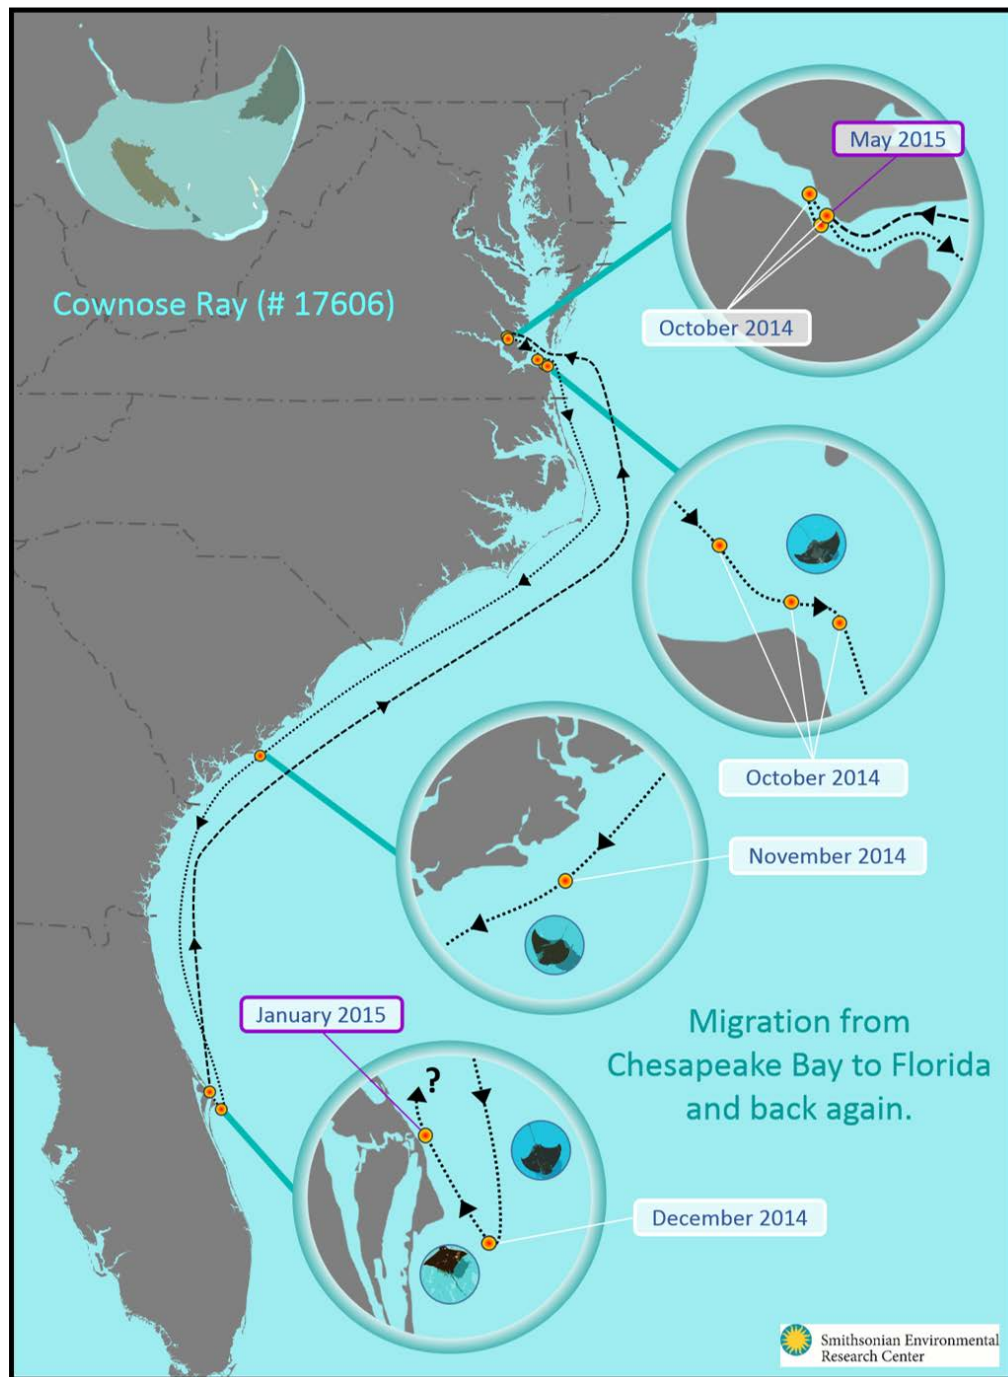 May 2015
October 2014
Cownose Ray (# 17606)
October 2014
November 2014
January 2015
?
Migration from
Chesapeake Bay to Florida
and back again.
December 2014
Smithsonian Environmental
Research Center